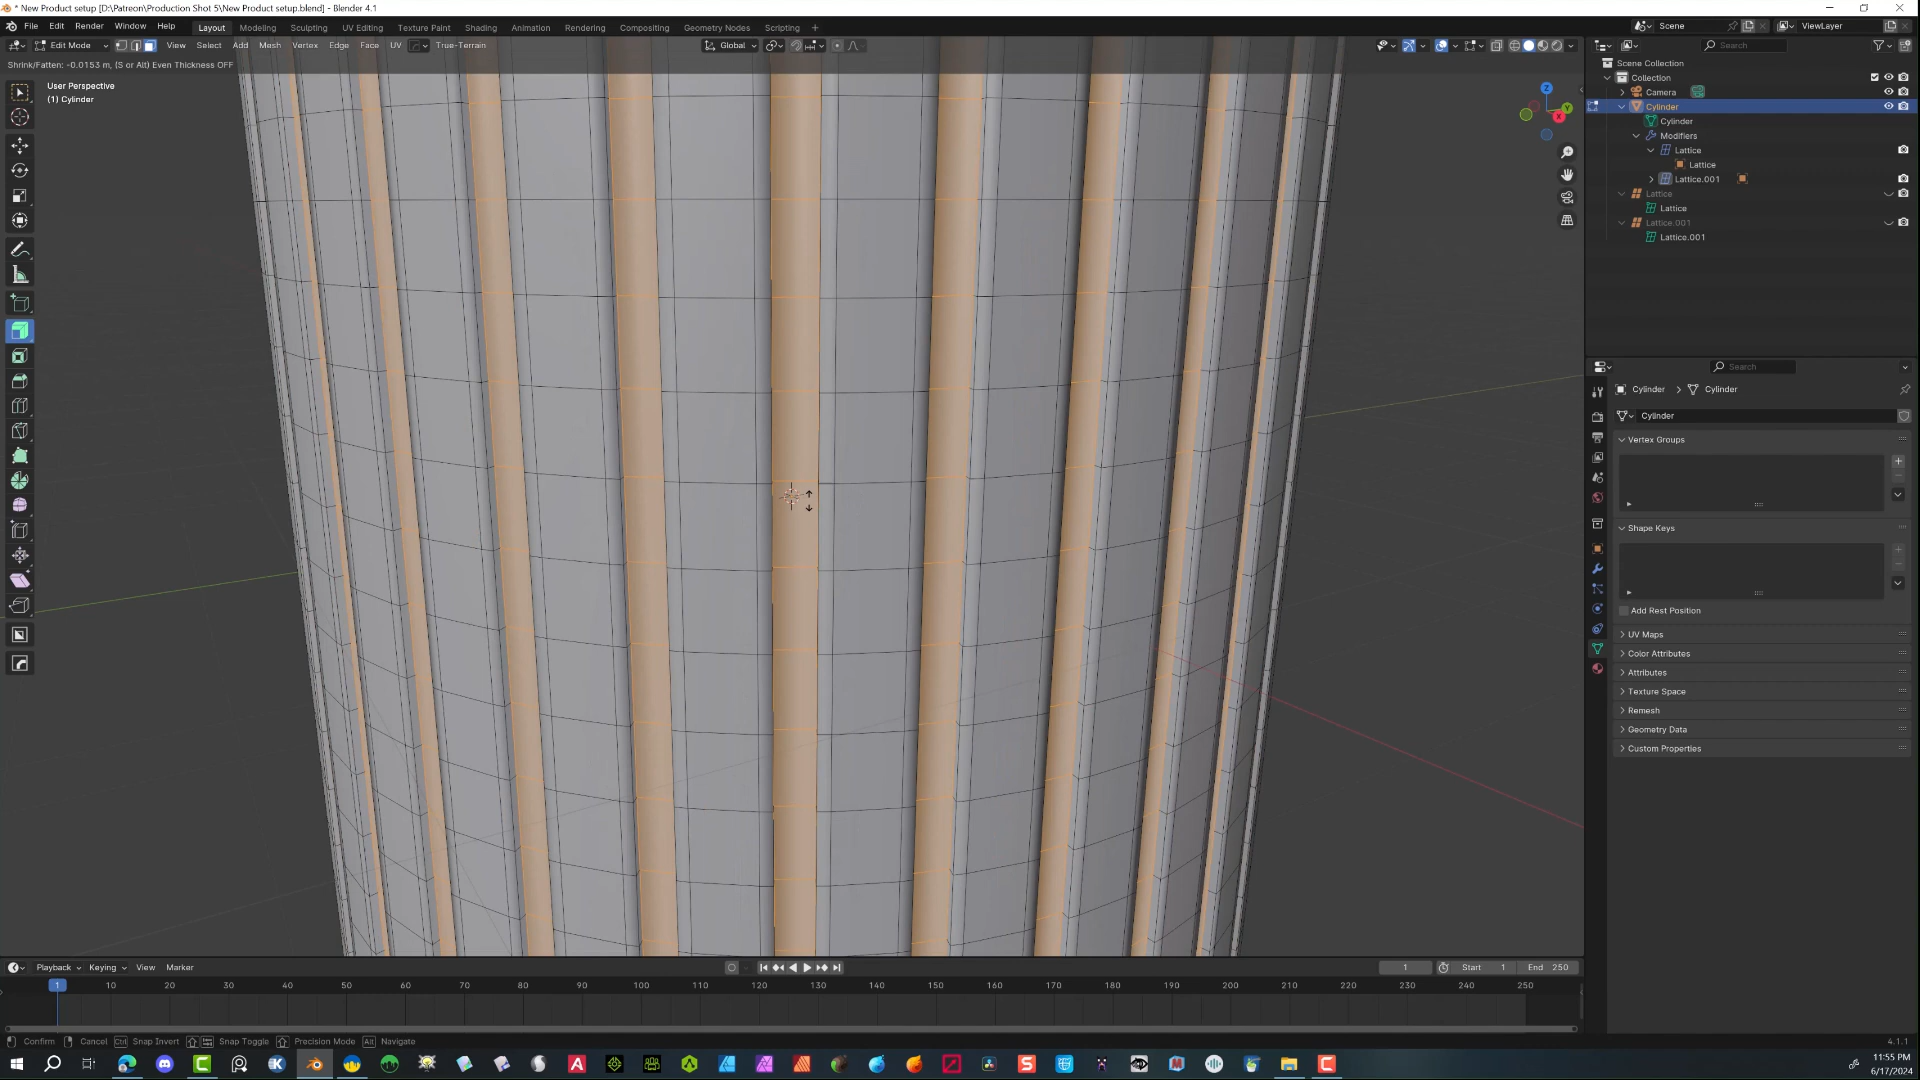 * New Product setup [D:\Patreon\Production Shot 5\New Product setup.blend] - Blender 4.1
File Edit Render Window Help Layout Modeling Sculpting UV Editing Texture Paint Shading Animation Rendering Compositing Geometry Nodes Scripting + Scene ViewLayer
Edit Mode View Select Add Mesh Vertex Edge Face UV True-Terrain Global Search
Shrink/Fatten: -0.0153 m, (S or Alt) Even Thickness OFF
User Perspective
(1) Cylinder
Z
Y
X
Scene Collection
Collection
Camera
Cylinder
Cylinder
Modifiers
Lattice
Lattice
Lattice.001
Lattice
Lattice
Lattice.001
Lattice.001
Search
Cylinder > Cylinder
Cylinder
Vertex Groups
Shape Keys
Add Rest Position
UV Maps
Color Attributes
Attributes
Texture Space
Remesh
Geometry Data
Custom Properties
Playback Keying View Marker 1 Start 1 End 250
1 10 20 30 40 50 60 70 80 90 100 110 120 130 140 150 160 170 180 190 200 210 220 230 240 250
Confirm Cancel Ctrl Snap Invert Snap Toggle Precision Mode Alt Navigate 4.1.1
11:55 PM
6/17/2024